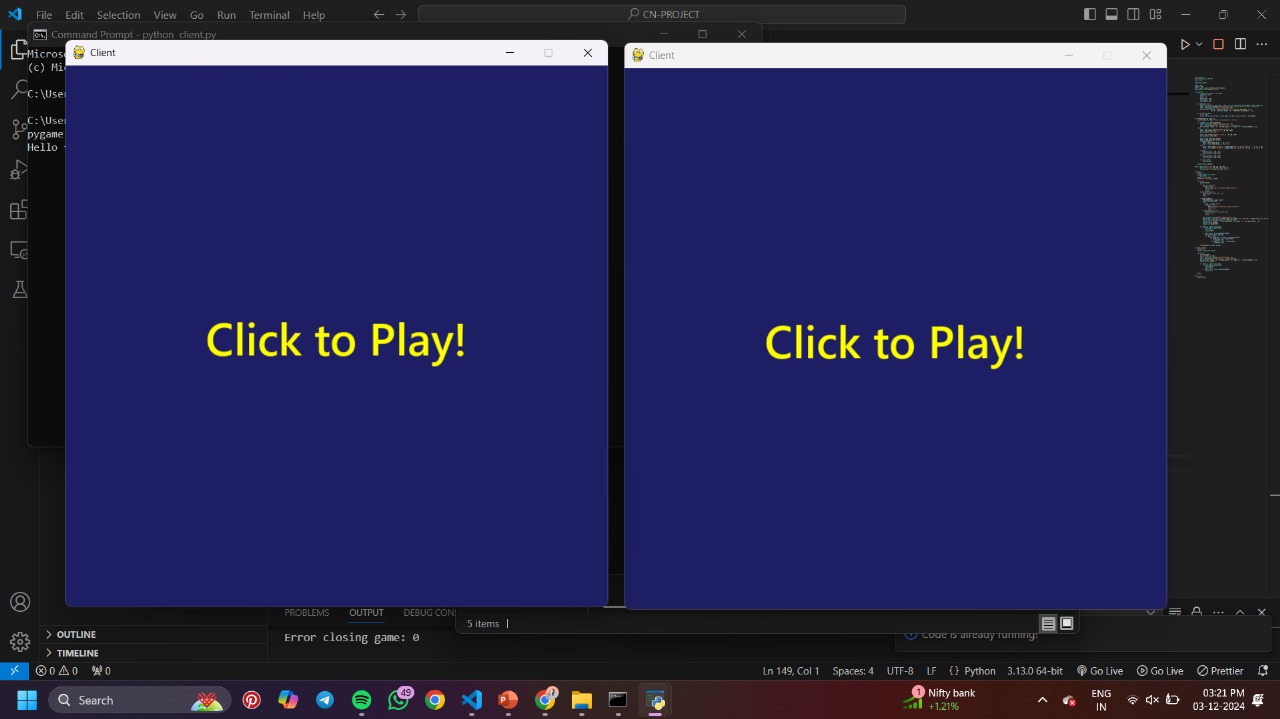 File Edit Selection View Go Run Terminal Help
CN-PROJECT
Command Prompt - python client.py
Client
Client
(c)
pygame
Hello
Click to Play!
Click to Play!
PROBLEMS OUTPUT DEBUG CON
5 items
Error closing game: 0
Code is already running!
OUTLINE
TIMELINE
0 0 0
Ln 149, Col 1 Spaces: 4 UTF-8 LF {} Python 3.13.0 64-bit Go Live Go Live Prettier
Search
49
1
Nifty bank
+1.21%
ENG
IN
03:21 PM
03-12-2024